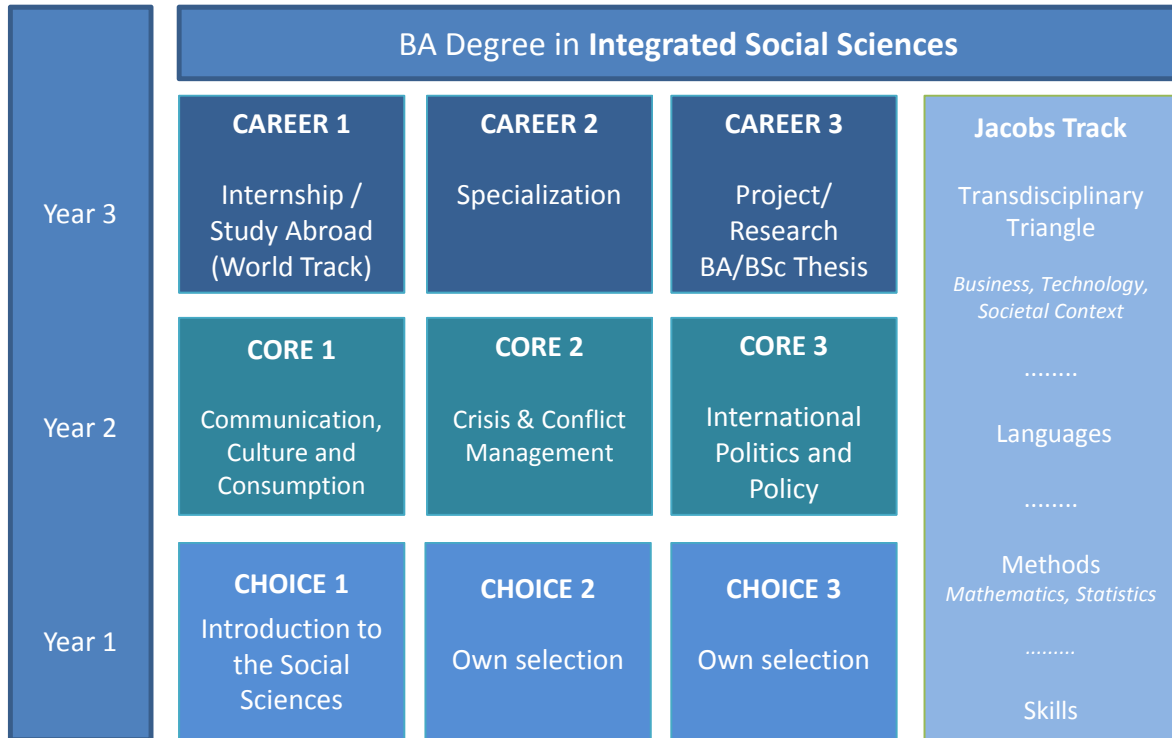 BA Degree in Integrated Social Sciences
Year 3
CAREER 1
Internship /
Study Abroad
(World Track)
CAREER 2
Specialization
CAREER 3
Project/
Research
BA/BSc Thesis
Year 2
CORE 1
Communication,
Culture and
Consumption
CORE 2
Crisis & Conflict
Management
CORE 3
International
Politics and
Policy
Year 1
CHOICE 1
Introduction to
the Social
Sciences
CHOICE 2
Own selection
CHOICE 3
Own selection
Jacobs Track
Transdisciplinary
Triangle
Business, Technology,
Societal Context
........
Languages
........
Methods
Mathematics, Statistics
.........
Skills